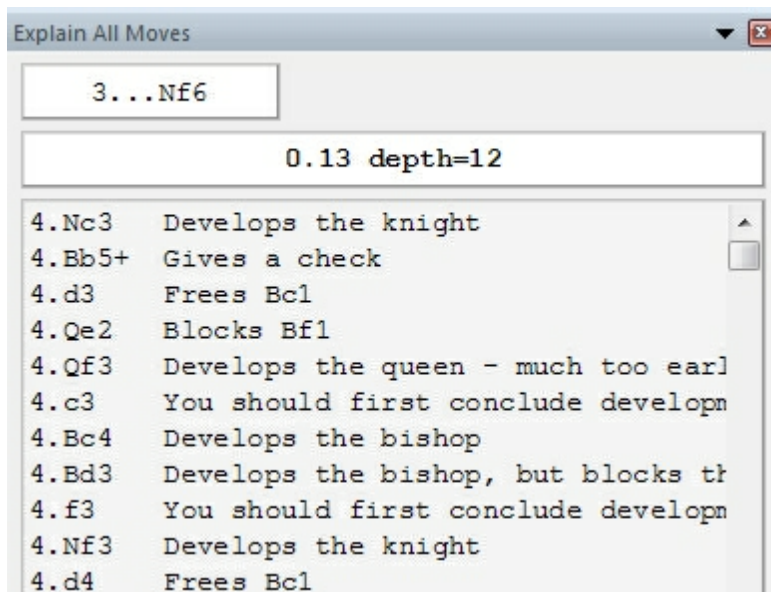 Explain All Moves
3...Nf6
0.13 depth=12
4.Nc3 Develops the knight
4.Bb5+ Gives a check
4.d3 Frees Bc1
4.Qe2 Blocks Bf1
4.Qf3 Develops the queen - much too earl
4.c3 You should first conclude developm
4.Bc4 Develops the bishop
4.Bd3 Develops the bishop, but blocks th
4.f3 You should first conclude developm
4.Nf3 Develops the knight
4.d4 Frees Bc1